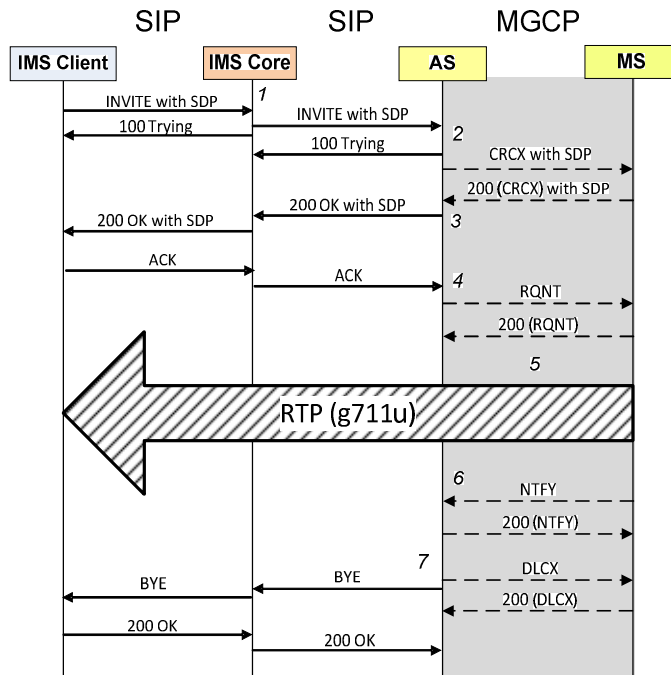 SIP SIP MGCP
IMS Client IMS Core AS MS
1
INVITE with SDP
INVITE with SDP
100 Trying
2
100 Trying
CRCX with SDP
200 (CRCX) with SDP
200 OK with SDP
3
200 OK with SDP
ACK
ACK
4
RQNT
200 (RQNT)
5
RTP (g711u)
6
NTFY
200 (NTFY)
7
DLCX
BYE
BYE
200 (DLCX)
200 OK
200 OK